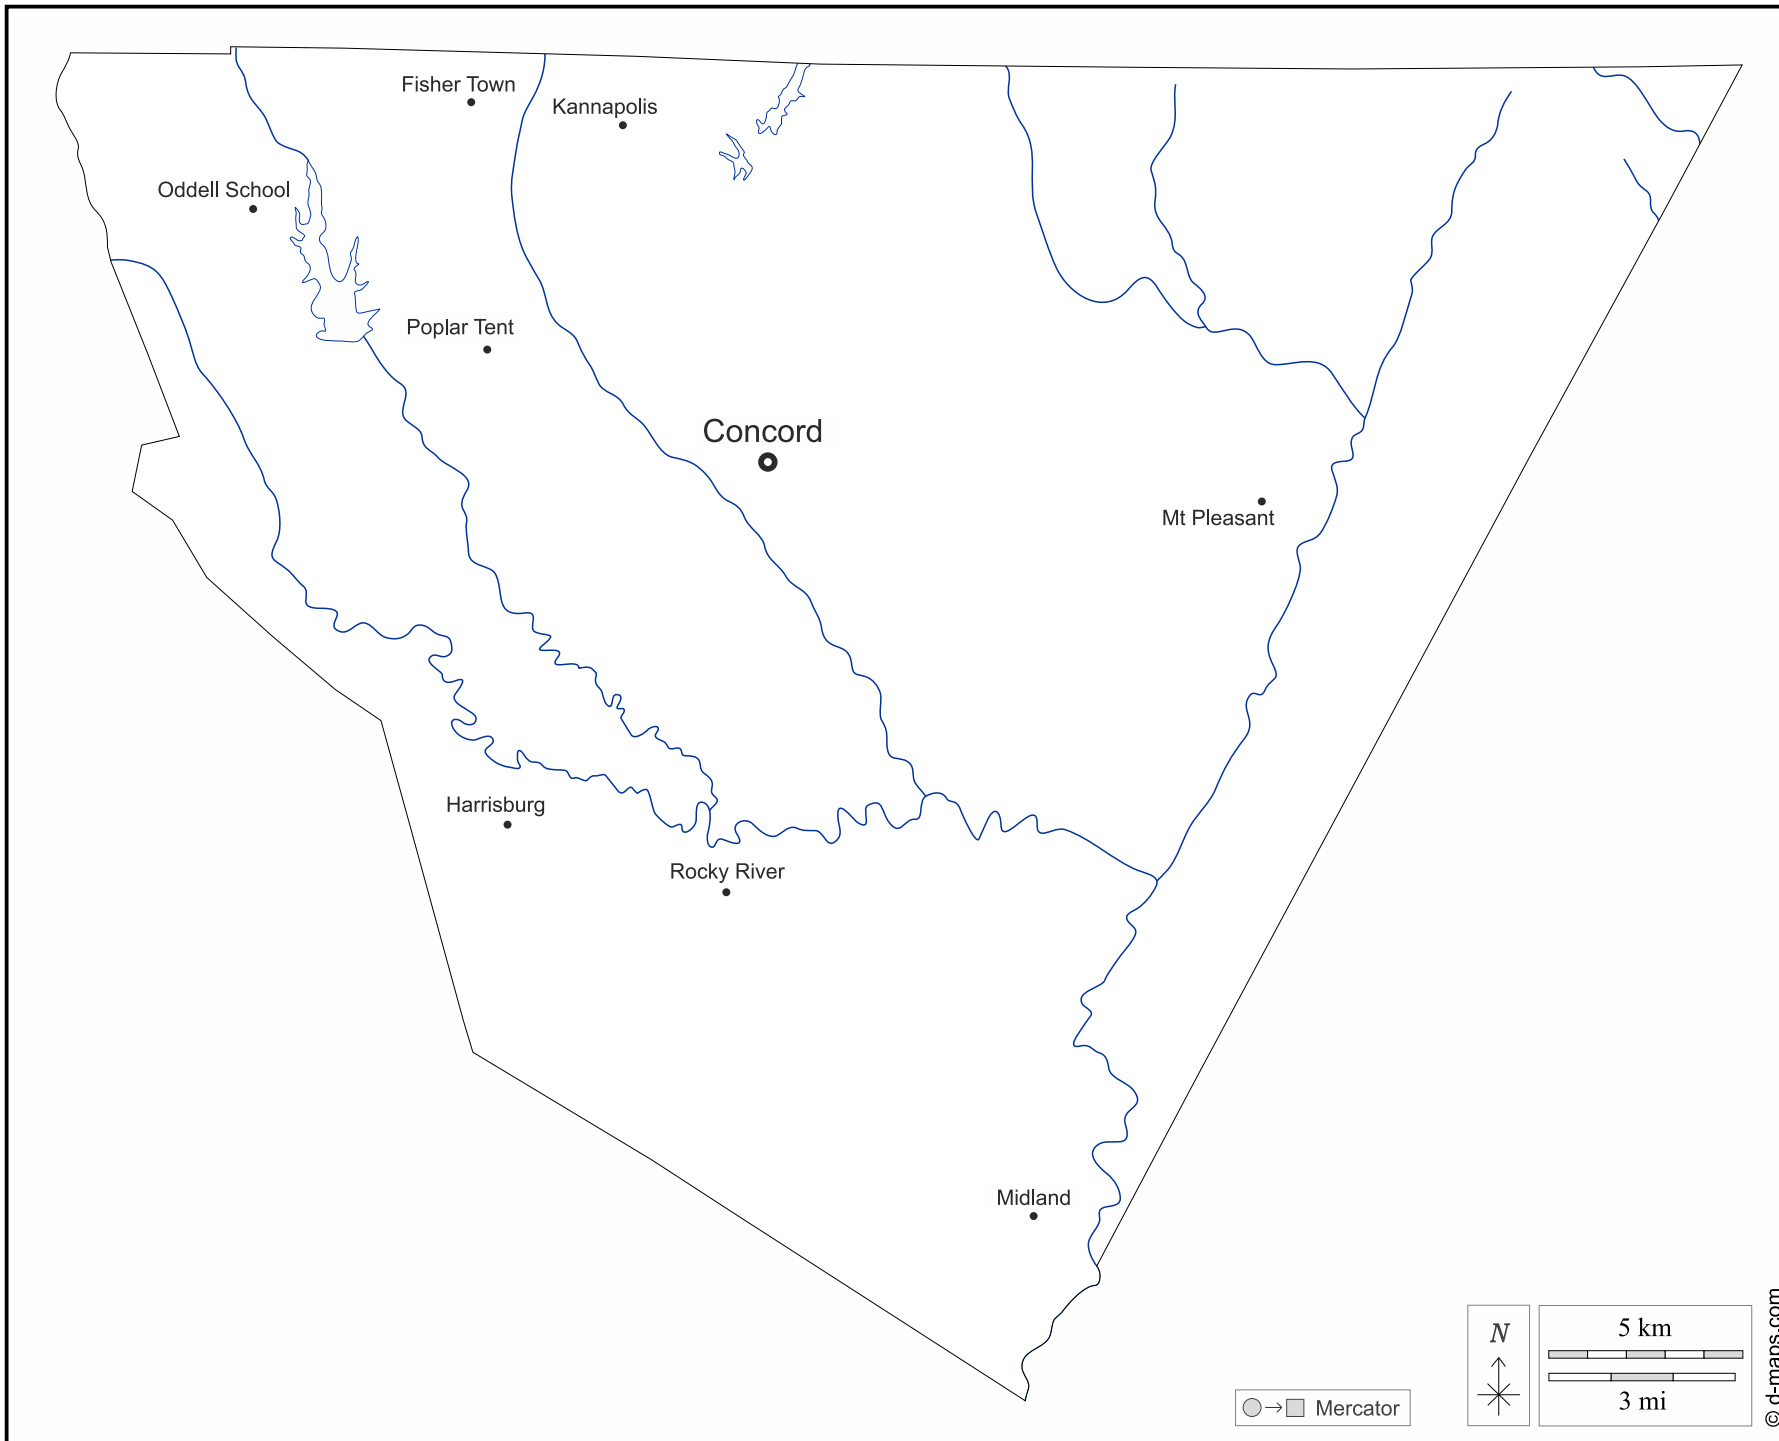 Fisher Town
Kannapolis
Oddell School
Poplar Tent
Concord
Mt Pleasant
Harrisburg
Rocky River
Midland
N
5 km
3 mi
Mercator
© d-maps.com